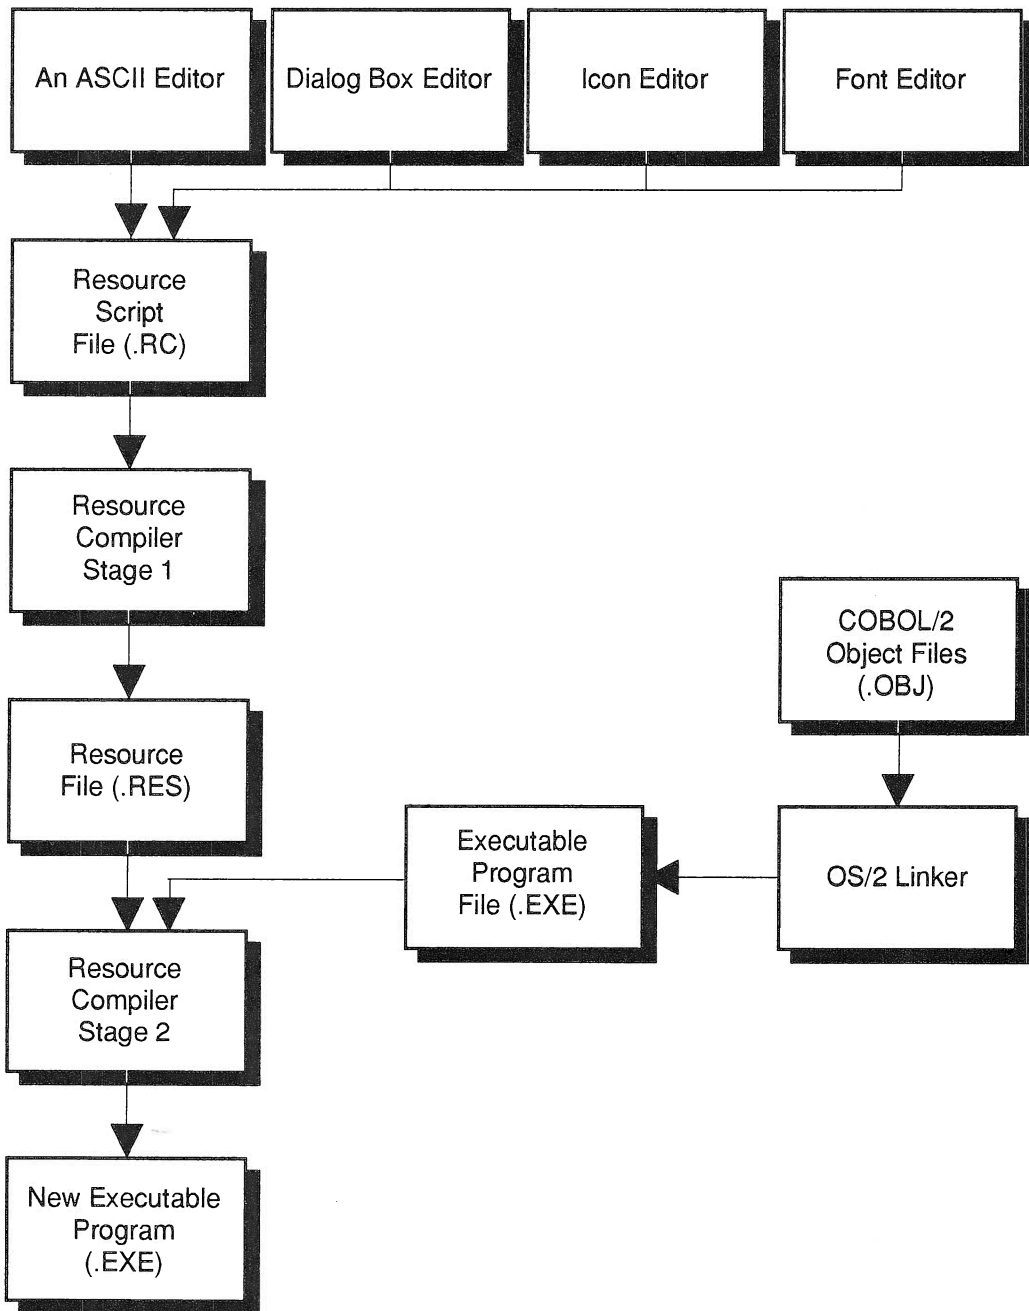 An ASCII Editor
Dialog Box Editor
Icon Editor
Font Editor
Resource
Script
File (.RC)
Resource
Compiler
Stage 1
COBOL/2
Object Files
(.OBJ)
Resource
File (.RES)
Executable
Program
File (.EXE)
OS/2 Linker
Resource
Compiler
Stage 2
New Executable
Program
(.EXE)